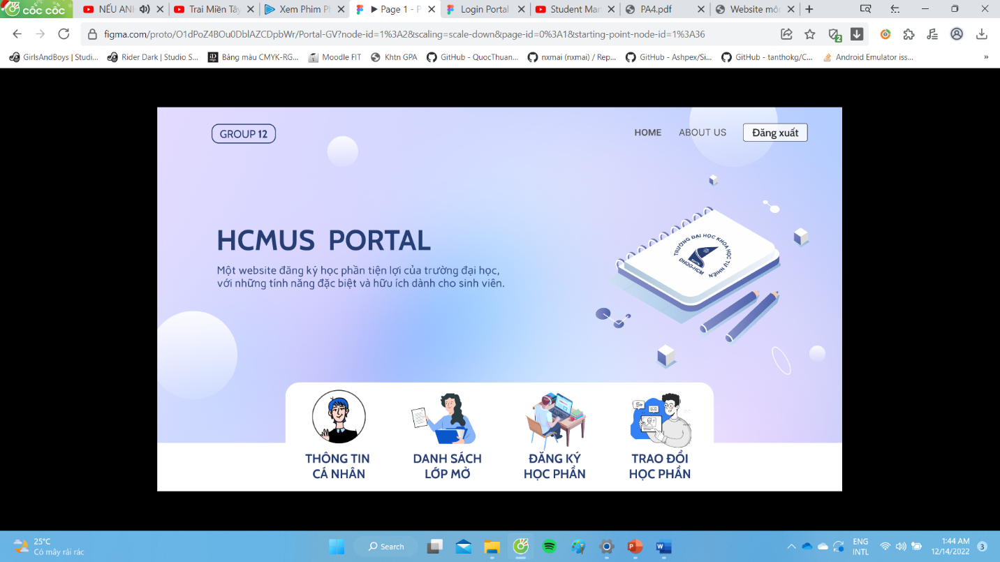 cốc cốc
NẾU ANH
Trai Miền Tây
Xem Phim Ph
▶ Page 1 - P
Login Portal
Student Man
PA4.pdf
Website môn
figma.com/proto/O1dPoZ4BOu0DblAZCDpbWr/Portal-GV?node-id=1%3A2&scaling=scale-down&page-id=0%3A1&starting-point-node-id=1%3A36
2
GirlsAndBoys | Studi...
Rider Dark | Studio S...
Bảng màu CMYK-RG...
Moodle FIT
Khtn GPA
GitHub - QuocThuan...
nxmai (nxmai) / Rep...
GitHub - Ashpex/Si...
GitHub - tanthokg/C...
Android Emulator iss...
»
GROUP 12
HOME
ABOUT US
Đăng xuất
HCMUS PORTAL
Một website đăng ký học phần tiện lợi của trường đại học,
với những tính năng đặc biệt và hữu ích dành cho sinh viên.
TRƯỜNG ĐẠI HỌC KHOA HỌC TỰ NHIÊN
ĐHQG-HCM
THÔNG TIN
CÁ NHÂN
DANH SÁCH
LỚP MỞ
ĐĂNG KÝ
HỌC PHẦN
TRAO ĐỔI
HỌC PHẦN
25°C
Có mây rải rác
Search
ENG
INTL
1:44 AM
12/14/2022
3